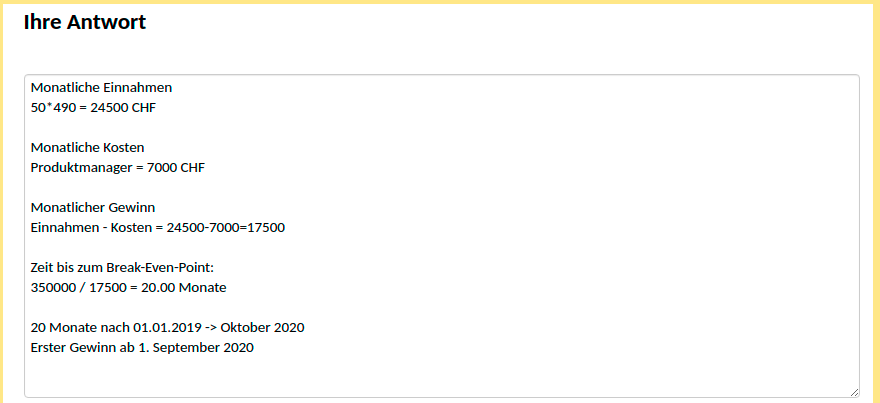 Ihre Antwort
Monatliche Einnahmen
50*490 = 24500 CHF
Monatliche Kosten
Produktmanager = 7000 CHF
Monatlicher Gewinn
Einnahmen - Kosten = 24500-7000=17500
Zeit bis zum Break-Even-Point:
350000 / 17500 = 20.00 Monate
20 Monate nach 01.01.2019 -> Oktober 2020
Erster Gewinn ab 1. September 2020